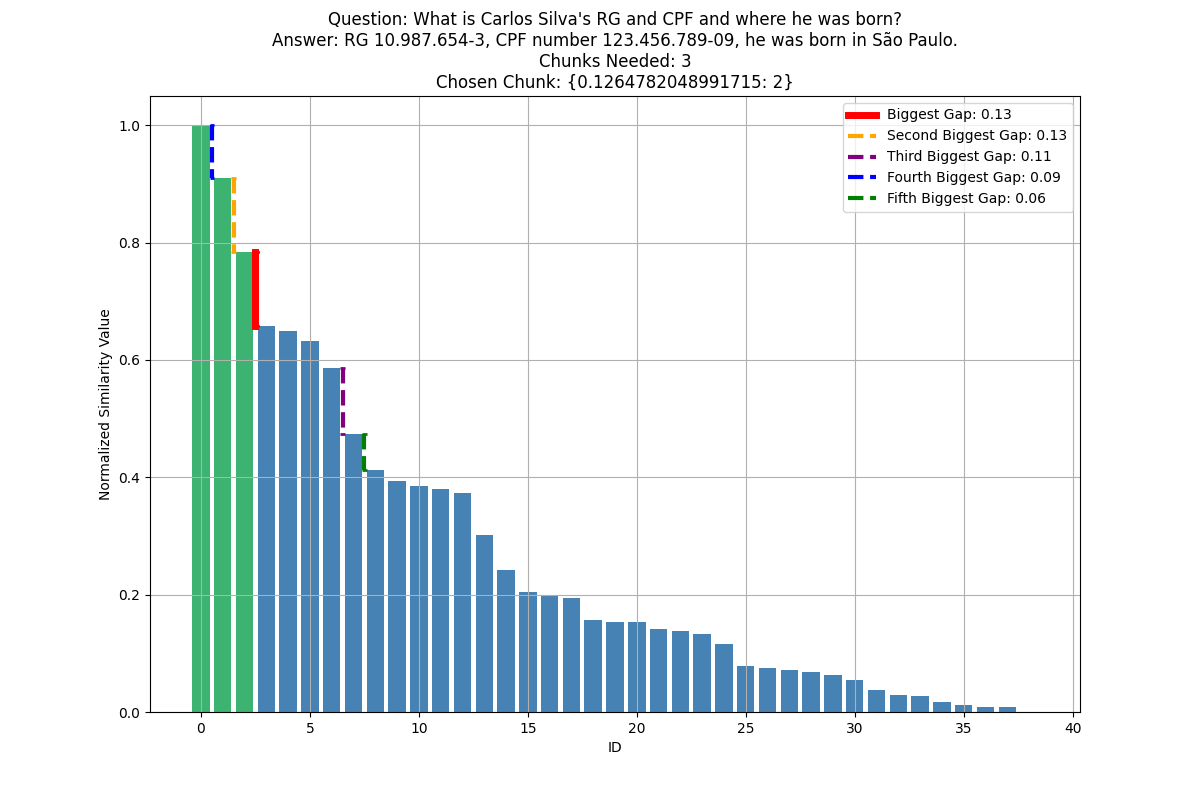 Question: What is Carlos Silva's RG and CPF and where he was born?
Answer: RG 10.987.654-3, CPF number 123.456.789-09, he was born in São Paulo.
Chunks Needed: 3
Chosen Chunk: {0.1264782048991715: 2}
Biggest Gap: 0.13
Second Biggest Gap: 0.13
Third Biggest Gap: 0.11
Fourth Biggest Gap: 0.09
Fifth Biggest Gap: 0.06
Normalized Similarity Value
1.0
0.8
0.6
0.4
0.2
0.0
0 5 10 15 20 25 30 35 40
ID